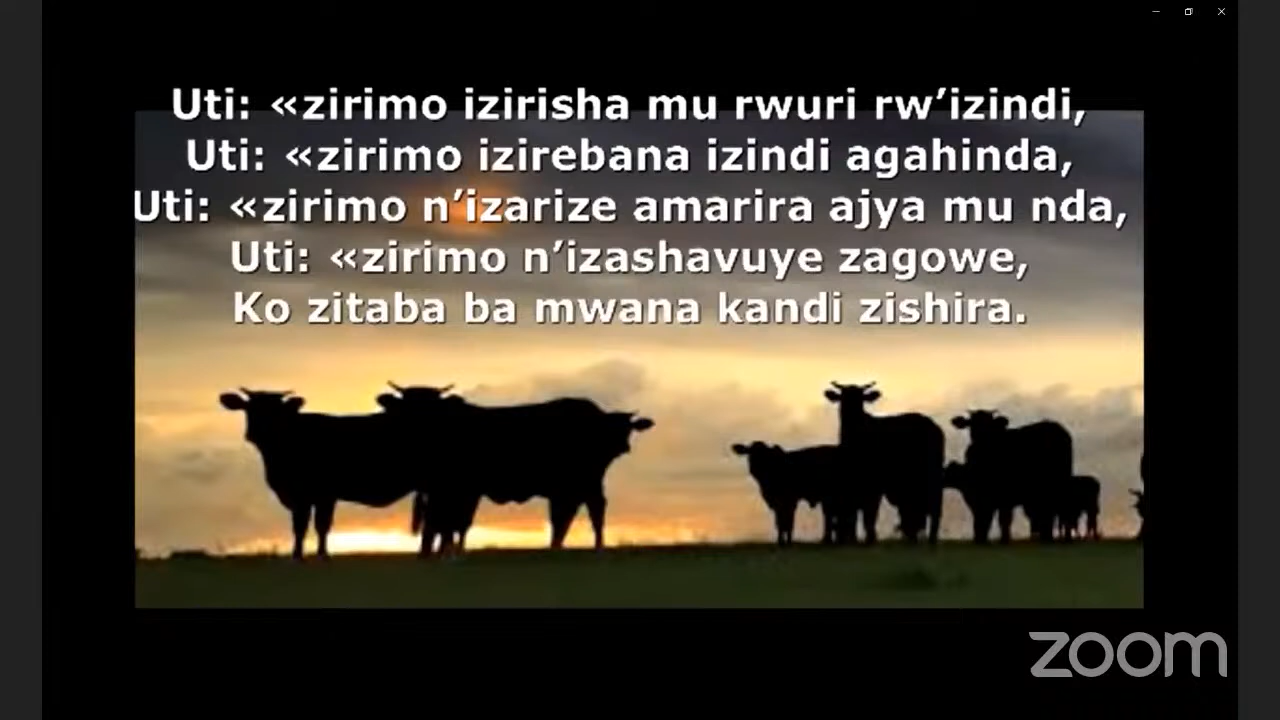 Uti: «zirimo izirisha mu rwuri rw’izindi,
Uti: «zirimo izirebana izindi agahinda,
Uti: «zirimo n’izarize amarira ajya mu nda,
Uti: «zirimo n’izashavuye zagowe,
Ko zitaba ba mwana kandi zishira.
zoom